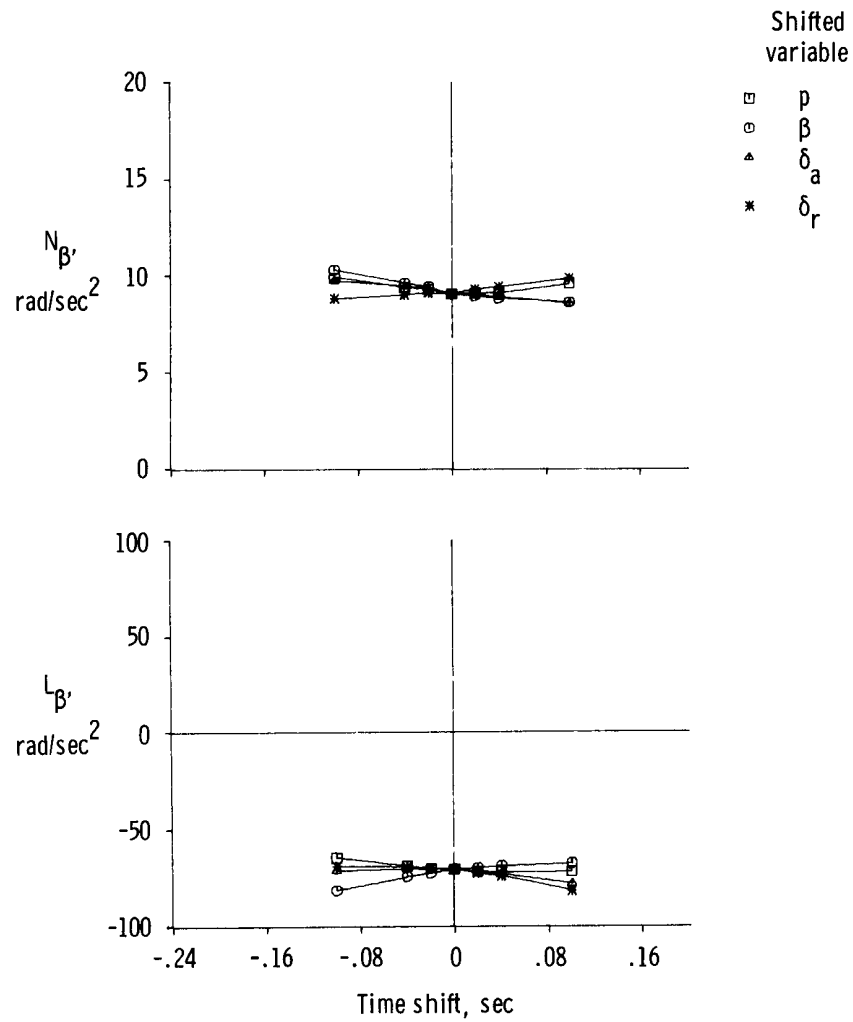 Shifted
variable
p
β
δa
δr
20
15
10
5
0
Nβ,
rad/sec2
100
50
0
-50
-100
Lβ,
rad/sec2
-.24 -.16 -.08 0 .08 .16
Time shift, sec